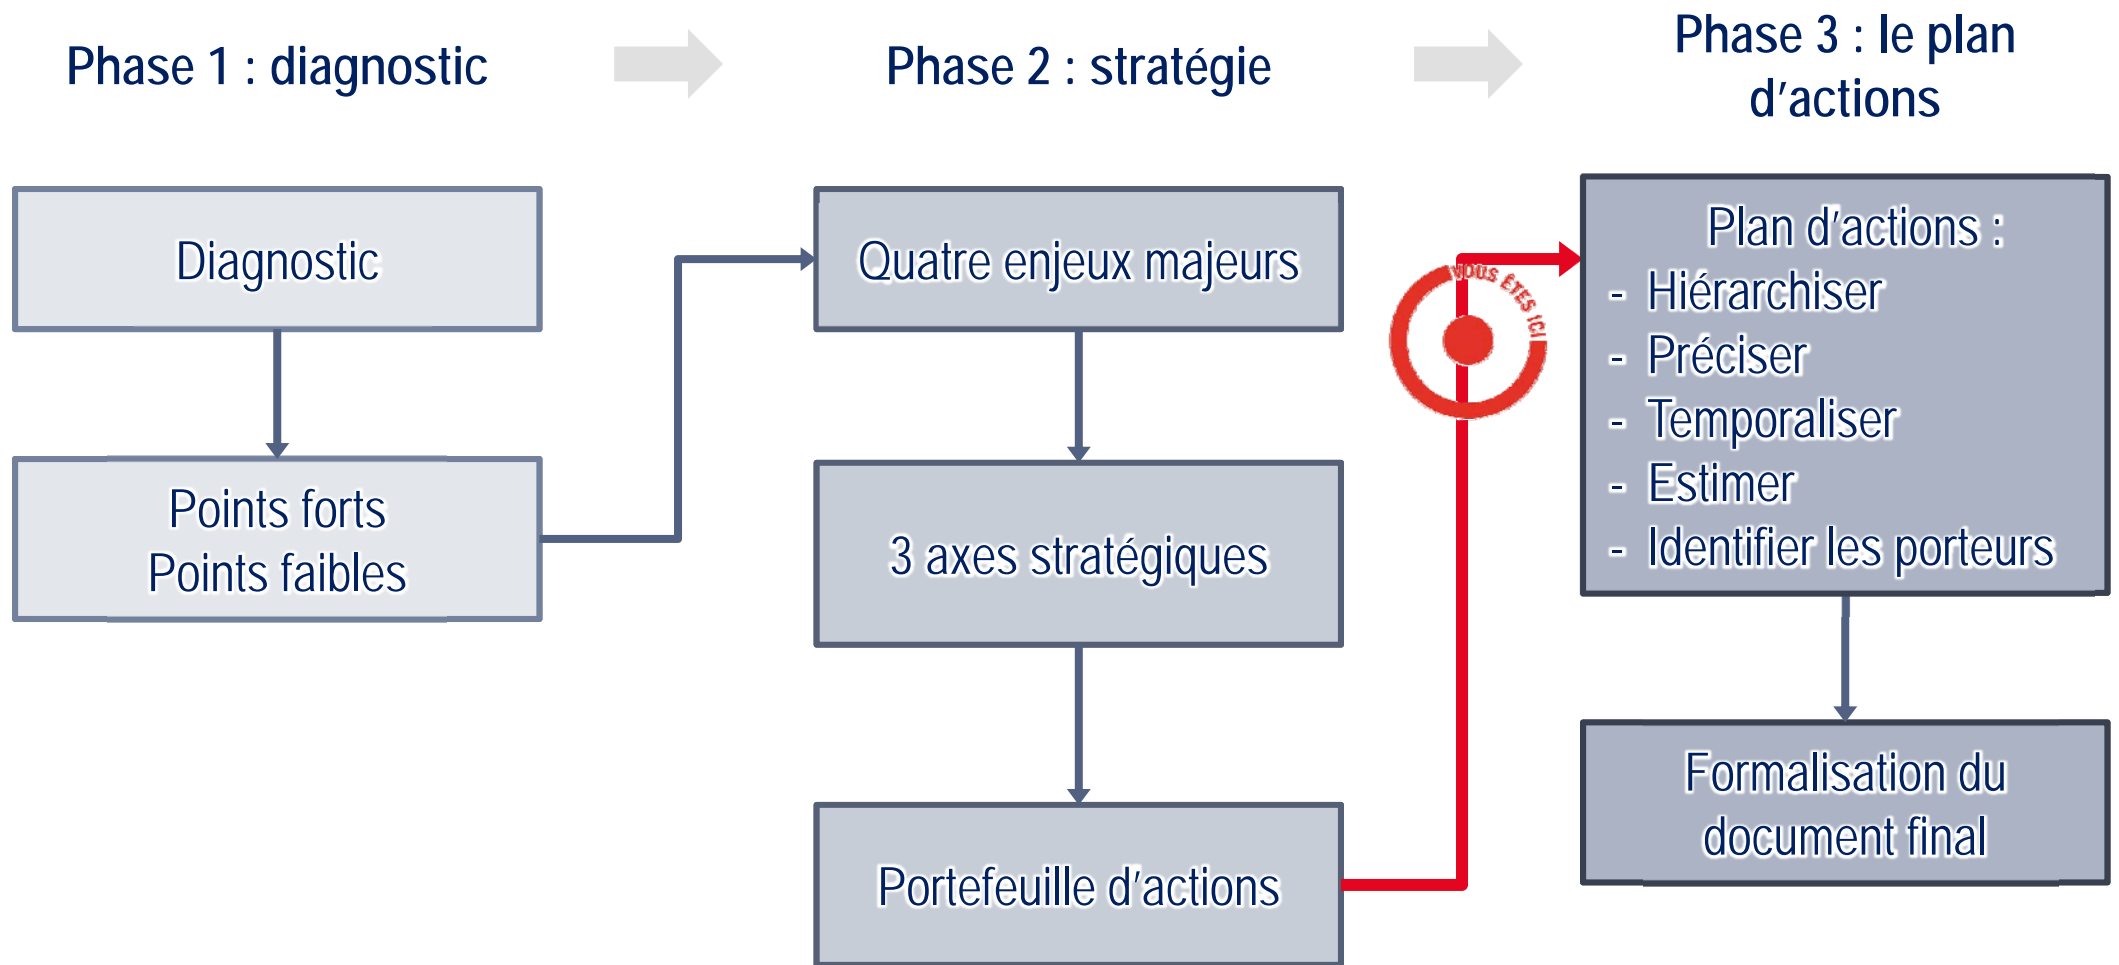 Phase 1 : diagnostic
Phase 2 : stratégie
Phase 3 : le plan
d'actions
Diagnostic
Points forts
Points faibles
Quatre enjeux majeurs
3 axes stratégiques
Portefeuille d'actions
VOUS ÊTES ICI
Plan d'actions :
- Hiérarchiser
- Préciser
- Temporaliser
- Estimer
- Identifier les porteurs
Formalisation du
document final